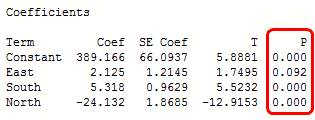 Coefficients
Term Coef SE Coef T P
Constant 389.166 66.0937 5.8881 0.000
East 2.125 1.2145 1.7495 0.092
South 5.318 0.9629 5.5232 0.000
North -24.132 1.8685 -12.9153 0.000